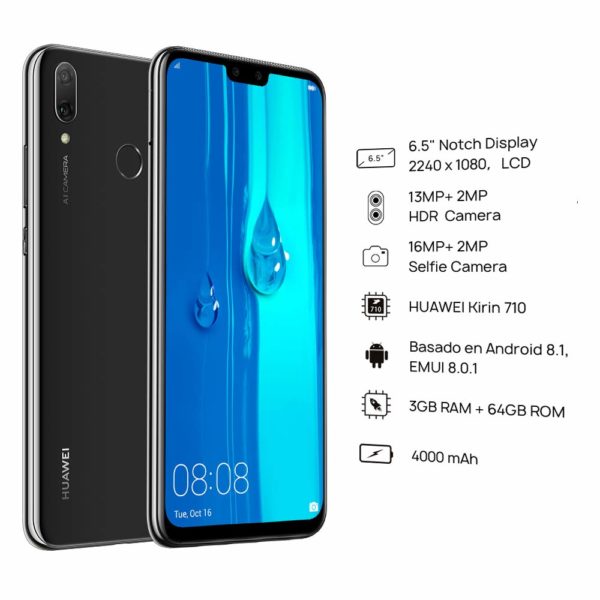 AI CAMERA
HUAWEI
08:08
Tue, Oct 16
6.5"
6.5" Notch Display
2240 x 1080, LCD
13MP+ 2MP
HDR Camera
16MP+ 2MP
Selfie Camera
710
HUAWEI Kirin 710
Basado en Android 8.1,
EMUI 8.0.1
3GB RAM + 64GB ROM
4000 mAh